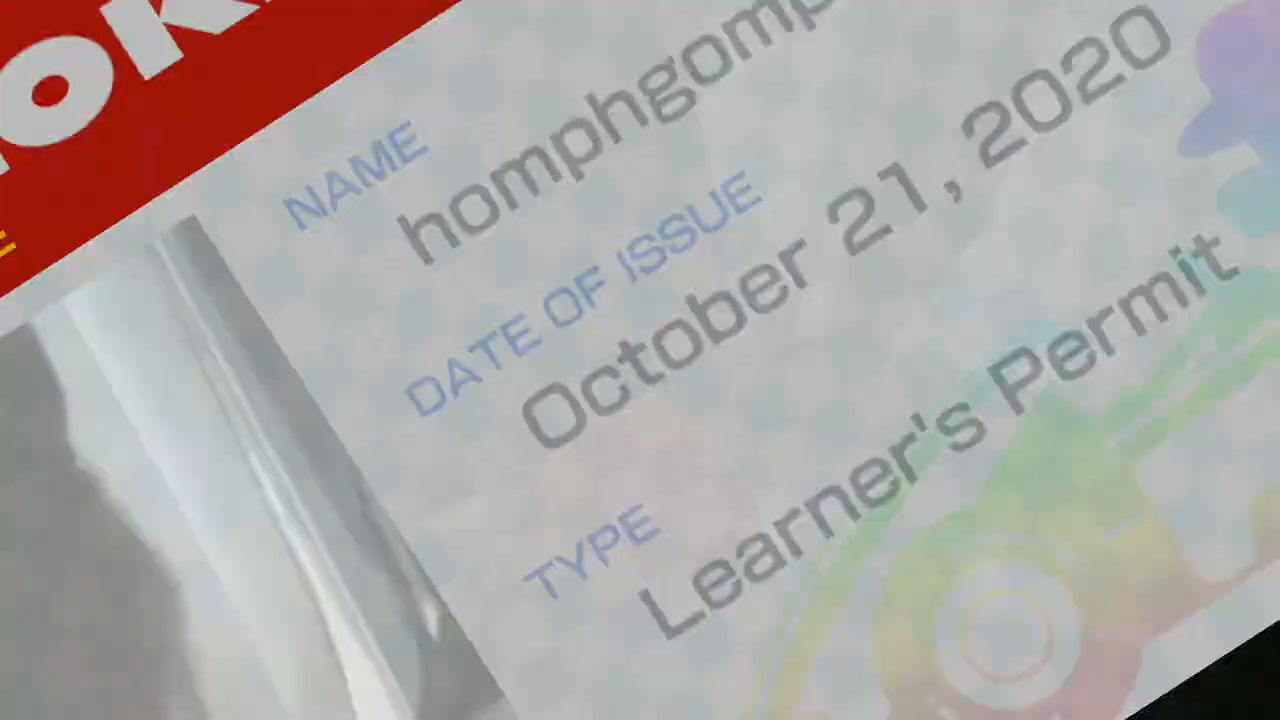 NAME
homphgomp
DATE OF ISSUE
October 21, 2020
TYPE
Learner's Permit